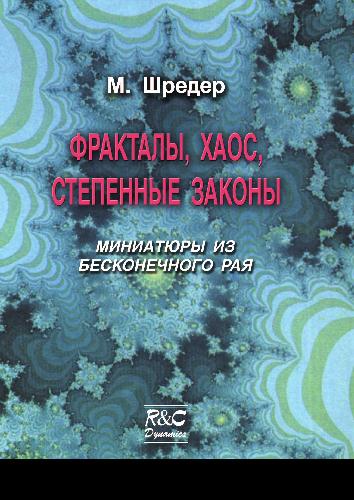 М. Шредер
ФРАКТАЛЫ, ХАОС,
СТЕПЕННЫЕ ЗАКОНЫ
МИНИАТЮРЫ ИЗ
БЕСКОНЕЧНОГО РАЯ
R&C
Dynamics